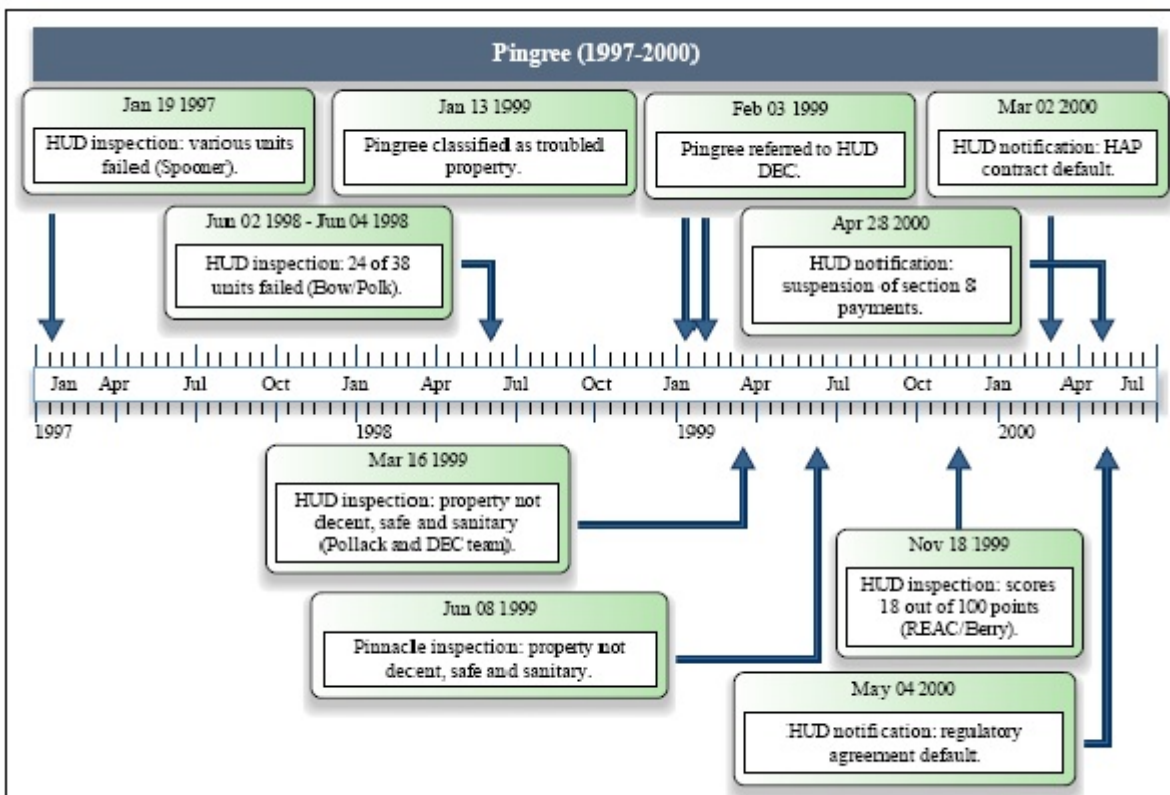 Pingree (1997-2000)
Jan 19 1997
HUD inspection: various units
failed (Spooner).
Jan 13 1999
Pingree classified as troubled
property.
Feb 03 1999
Pingree referred to HUD
DEC.
Mar 02 2000
HUD notification: HAP
contract default.
Jun 02 1998 - Jun 04 1998
HUD inspection: 24 of 38
units failed (Bow/Polk).
Apr 28 2000
HUD notification:
suspension of section 8
payments.
Jan Apr Jul Oct Jan Apr Jul Oct Jan Apr Jul Oct Jan Apr Jul
1997 1998 1999 2000
Mar 16 1999
HUD inspection: property not
decent, safe and sanitary
(Pollack and DEC team).
Nov 18 1999
HUD inspection: scores
18 out of 100 points
(REAC/Berry).
Jun 08 1999
Pinnacle inspection: property not
decent, safe and sanitary.
May 04 2000
HUD notification: regulatory
agreement default.